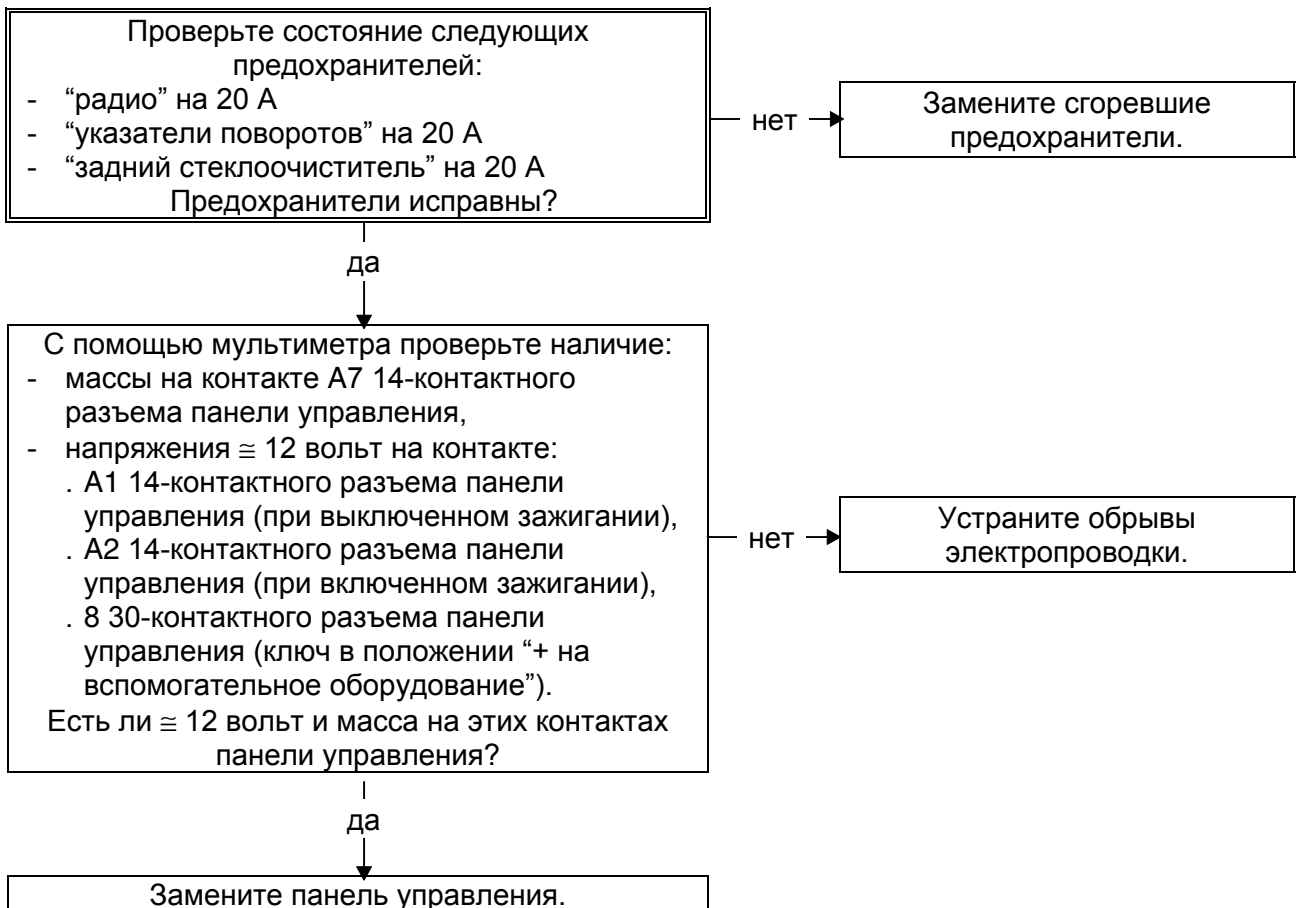 Проверьте состояние следующих
предохранителей:
- “радио” на 20 А
- “указатели поворотов” на 20 А
- “задний стеклоочиститель” на 20 А
Предохранители исправны?
нет
Замените сгоревшие
предохранители.
да
С помощью мультиметра проверьте наличие:
- массы на контакте А7 14-контактного
разъема панели управления,
- напряжения ≅ 12 вольт на контакте:
. А1 14-контактного разъема панели
управления (при выключенном зажигании),
. А2 14-контактного разъема панели
управления (при включенном зажигании),
. 8 30-контактного разъема панели
управления (ключ в положении “+ на
вспомогательное оборудование”).
Есть ли ≅ 12 вольт и масса на этих контактах
панели управления?
нет
Устраните обрывы
электропроводки.
да
Замените панель управления.